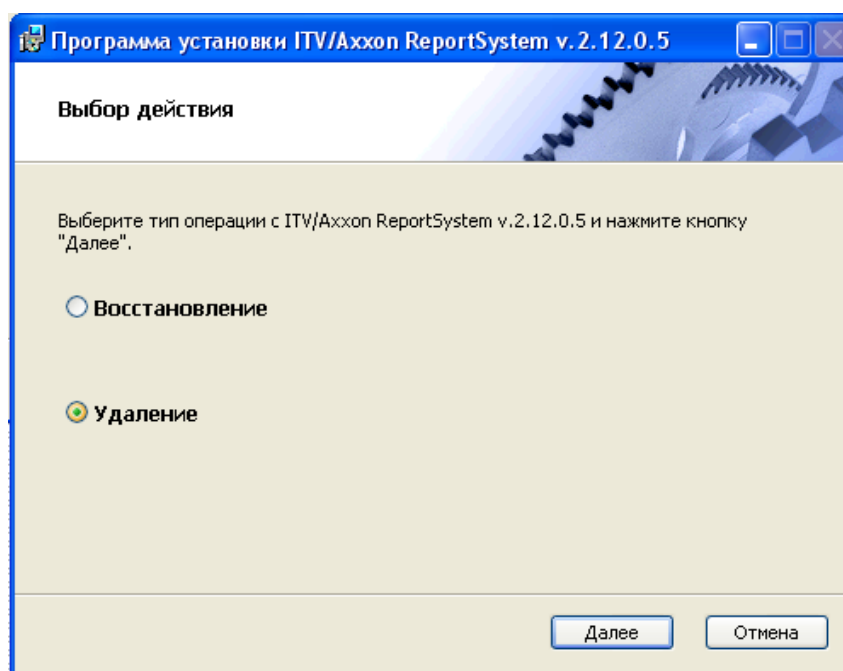 Программа установки ITV/Axxon ReportSystem v.2.12.0.5
Выбор действия
Выберите тип операции с ITV/Axxon ReportSystem v.2.12.0.5 и нажмите кнопку
"Далее".
Восстановление
Удаление
Далее
Отмена